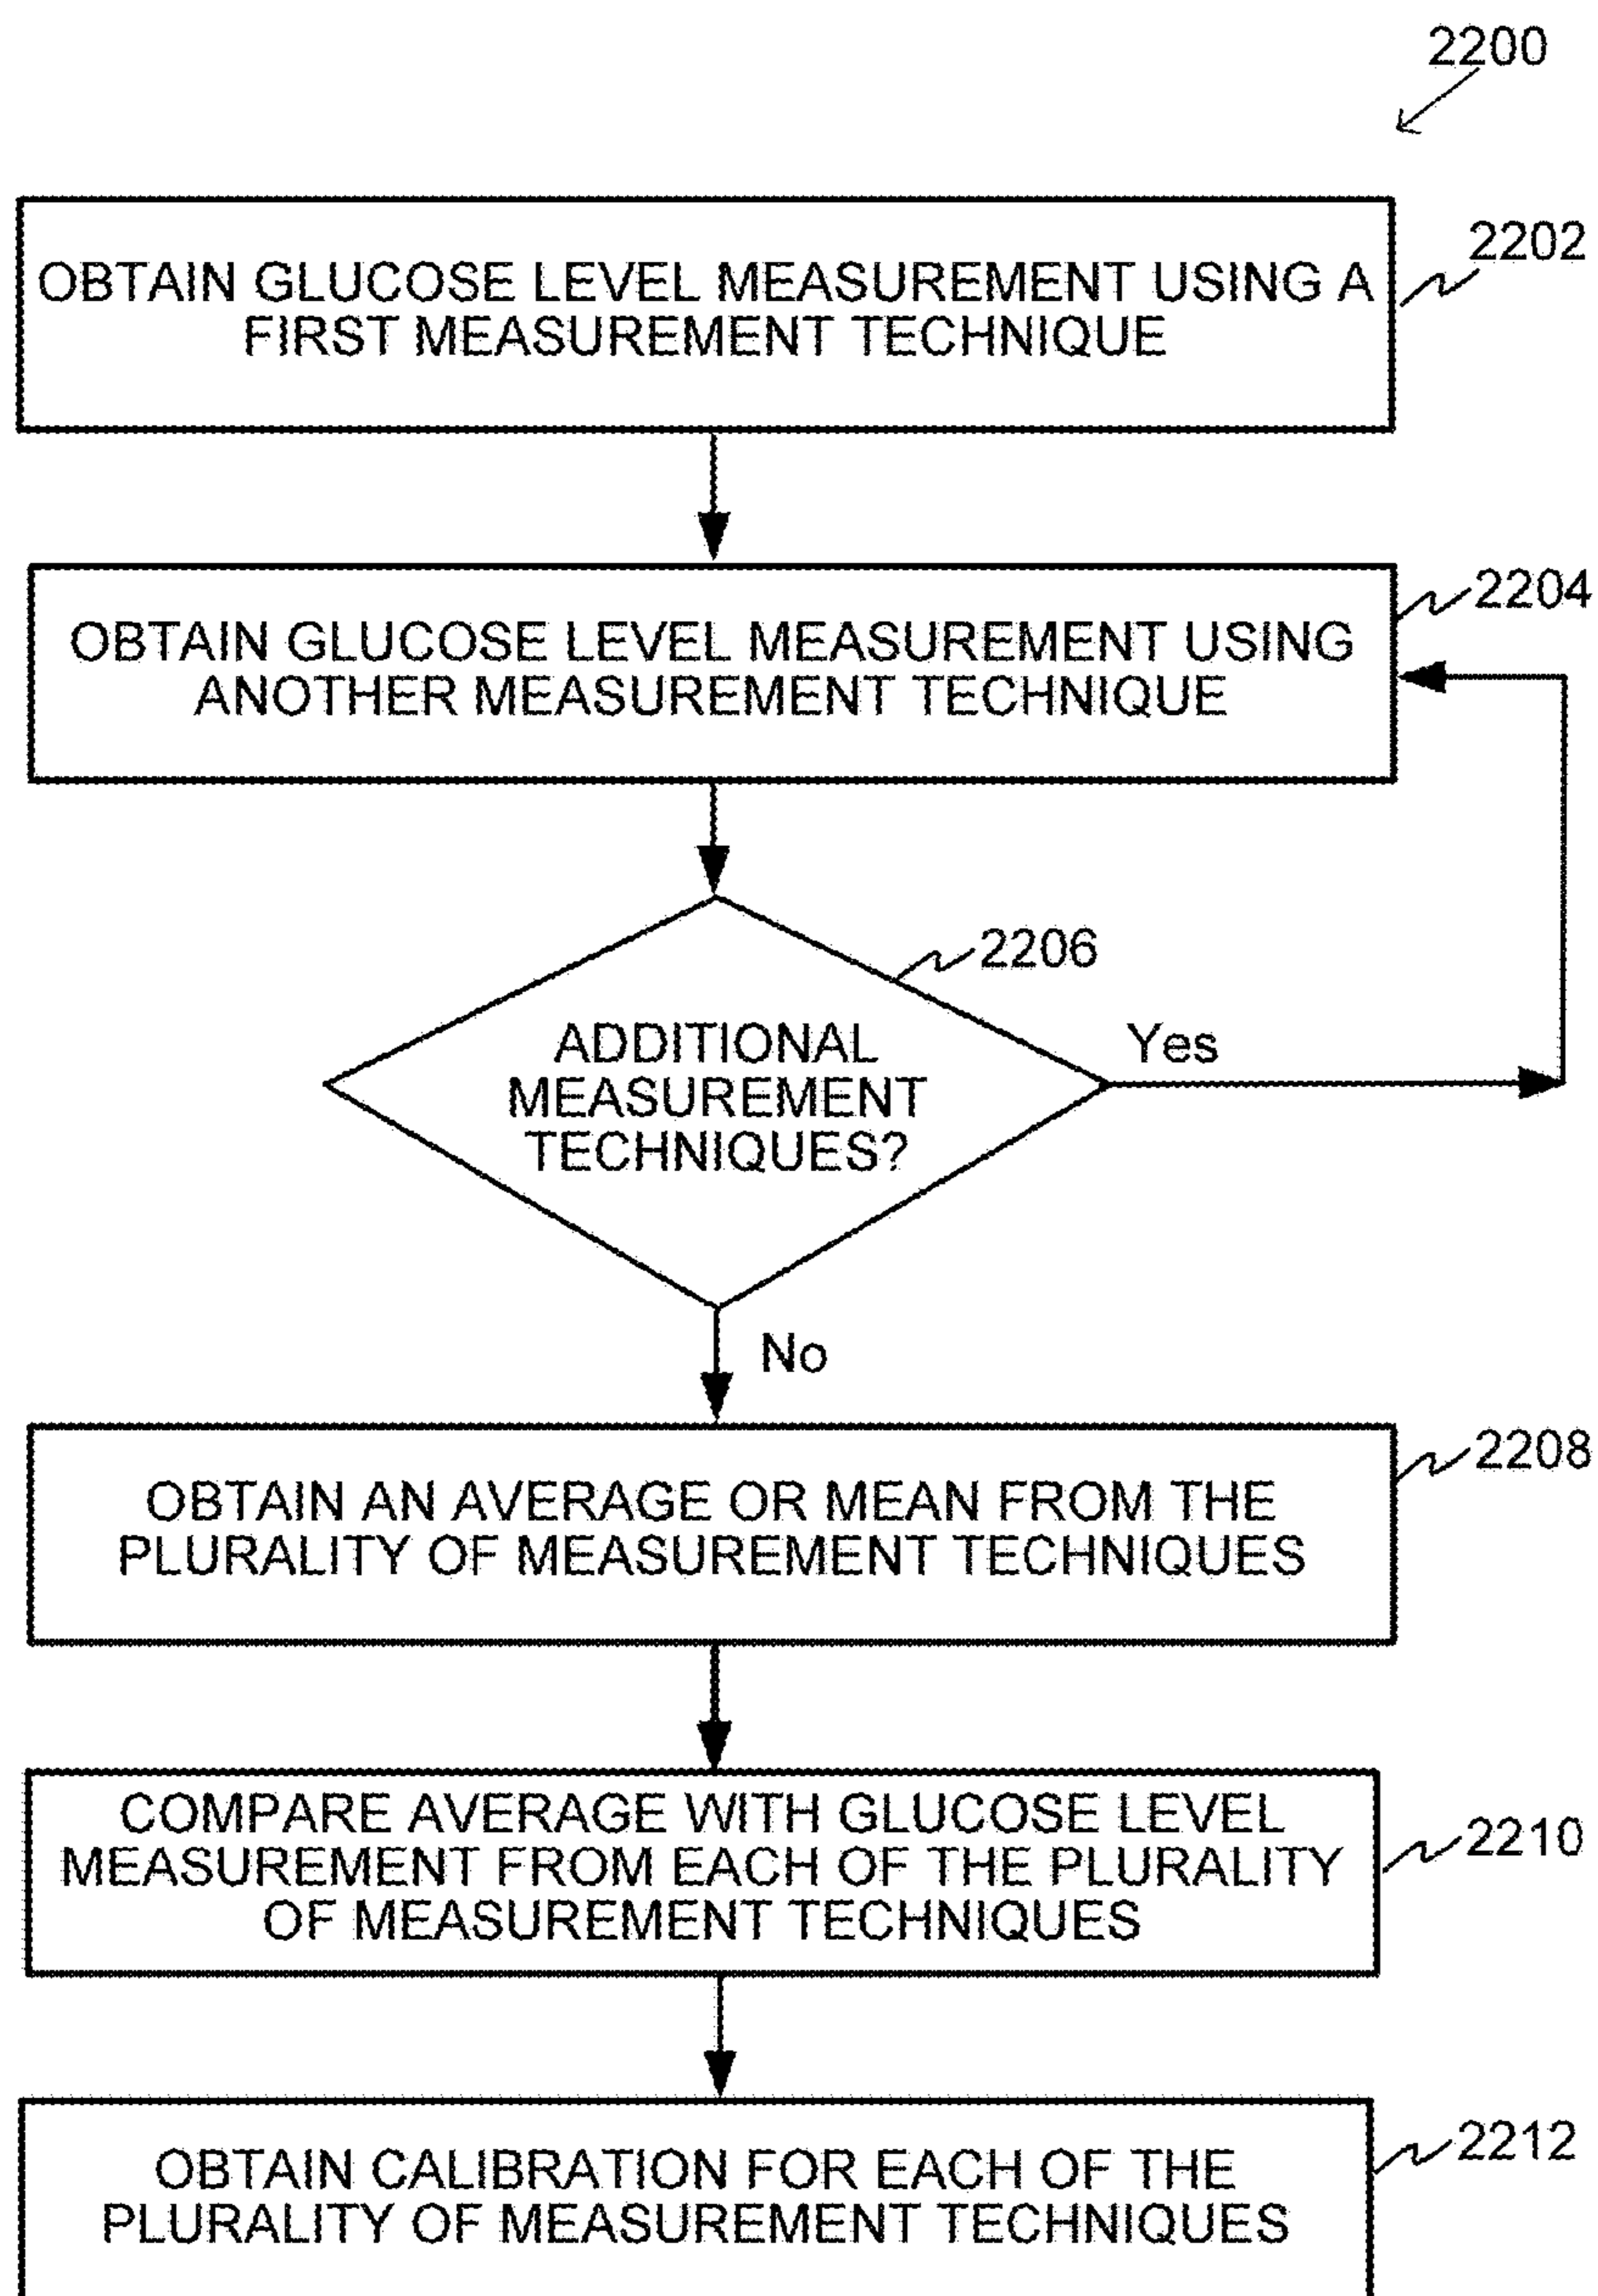 2200
2202
OBTAIN GLUCOSE LEVEL MEASUREMENT USING A
FIRST MEASUREMENT TECHNIQUE
2204
OBTAIN GLUCOSE LEVEL MEASUREMENT USING
ANOTHER MEASUREMENT TECHNIQUE
2206
ADDITIONAL
MEASUREMENT
TECHNIQUES?
Yes
No
2208
OBTAIN AN AVERAGE OR MEAN FROM THE
PLURALITY OF MEASUREMENT TECHNIQUES
2210
COMPARE AVERAGE WITH GLUCOSE LEVEL
MEASUREMENT FROM EACH OF THE PLURALITY
OF MEASUREMENT TECHNIQUES
2212
OBTAIN CALIBRATION FOR EACH OF THE
PLURALITY OF MEASUREMENT TECHNIQUES